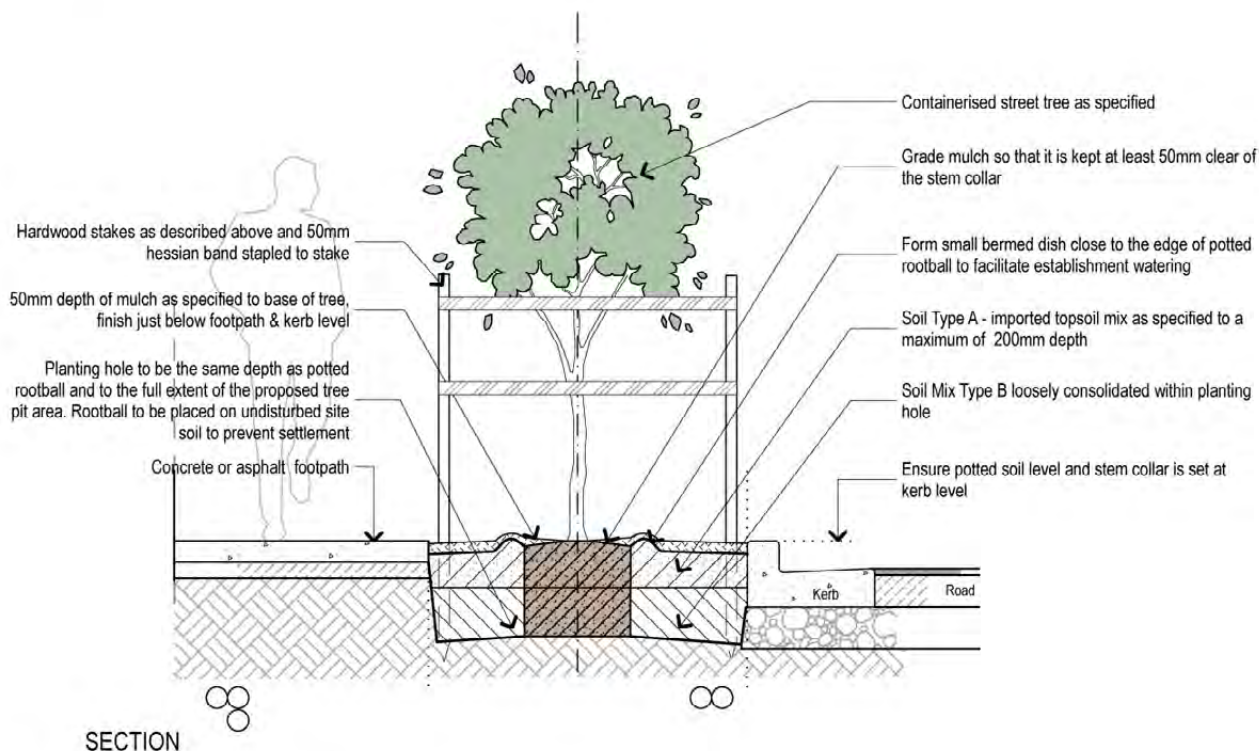 Containerised street tree as specified
Grade mulch so that it is kept at least 50mm clear of
the stem collar
Hardwood stakes as described above and 50mm
hessian band stapled to stake
Form small bermed dish close to the edge of potted
rootball to facilitate establishment watering
50mm depth of mulch as specified to base of tree,
finish just below footpath & kerb level
Soil Type A - imported topsoil mix as specified to a
maximum of 200mm depth
Planting hole to be the same depth as potted
rootball and to the full extent of the proposed tree
pit area. Rootball to be placed on undisturbed site
soil to prevent settlement
Soil Mix Type B loosely consolidated within planting
hole
Concrete or asphalt footpath
Ensure potted soil level and stem collar is set at
kerb level
Kerb
Road
SECTION